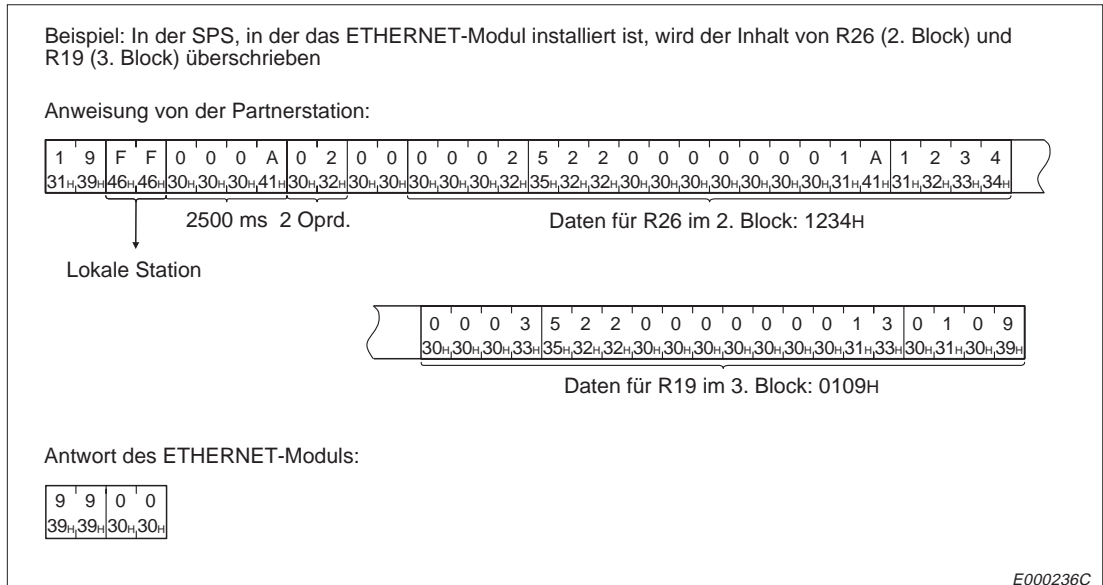 Beispiel: In der SPS, in der das ETHERNET-Modul installiert ist, wird der Inhalt von R26 (2. Block) und
R19 (3. Block) überschrieben
Anweisung von der Partnerstation:
1 9 F F 0 0 0 A 0 2 0 0 0 0 0 2 5 2 2 0 0 0 0 0 0 0 1 A 1 2 3 4
31H 39H 46H 46H 30H 30H 30H 41H 30H 32H 30H 30H 30H 30H 30H 32H 35H 32H 32H 30H 30H 30H 30H 30H 30H 30H 31H 41H 31H 32H 33H 34H
2500 ms 2 Oprd. Daten für R26 im 2. Block: 1234H
Lokale Station
0 0 0 3 5 2 2 0 0 0 0 0 0 0 1 3 0 1 0 9
30H 30H 30H 33H 35H 32H 32H 30H 30H 30H 30H 30H 30H 30H 31H 33H 30H 31H 30H 39H
Daten für R19 im 3. Block: 0109H
Antwort des ETHERNET-Moduls:
9 9 0 0
39H 39H 30H 30H
E000236C